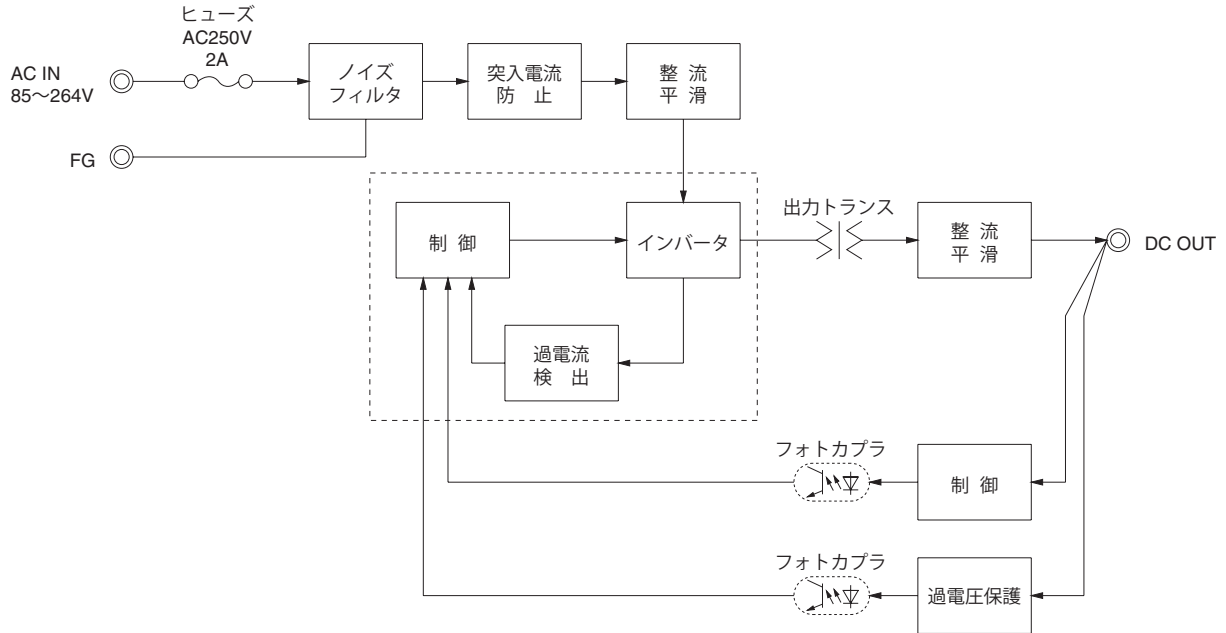 ヒューズ
AC250V
2A
AC IN
85～264V
ノイズ
フィルタ
突入電流
防 止
整 流
平 滑
FG
制 御
インバータ
出力トランス
整 流
平 滑
DC OUT
過電流
検 出
フォトカプラ
制 御
フォトカプラ
過電圧保護